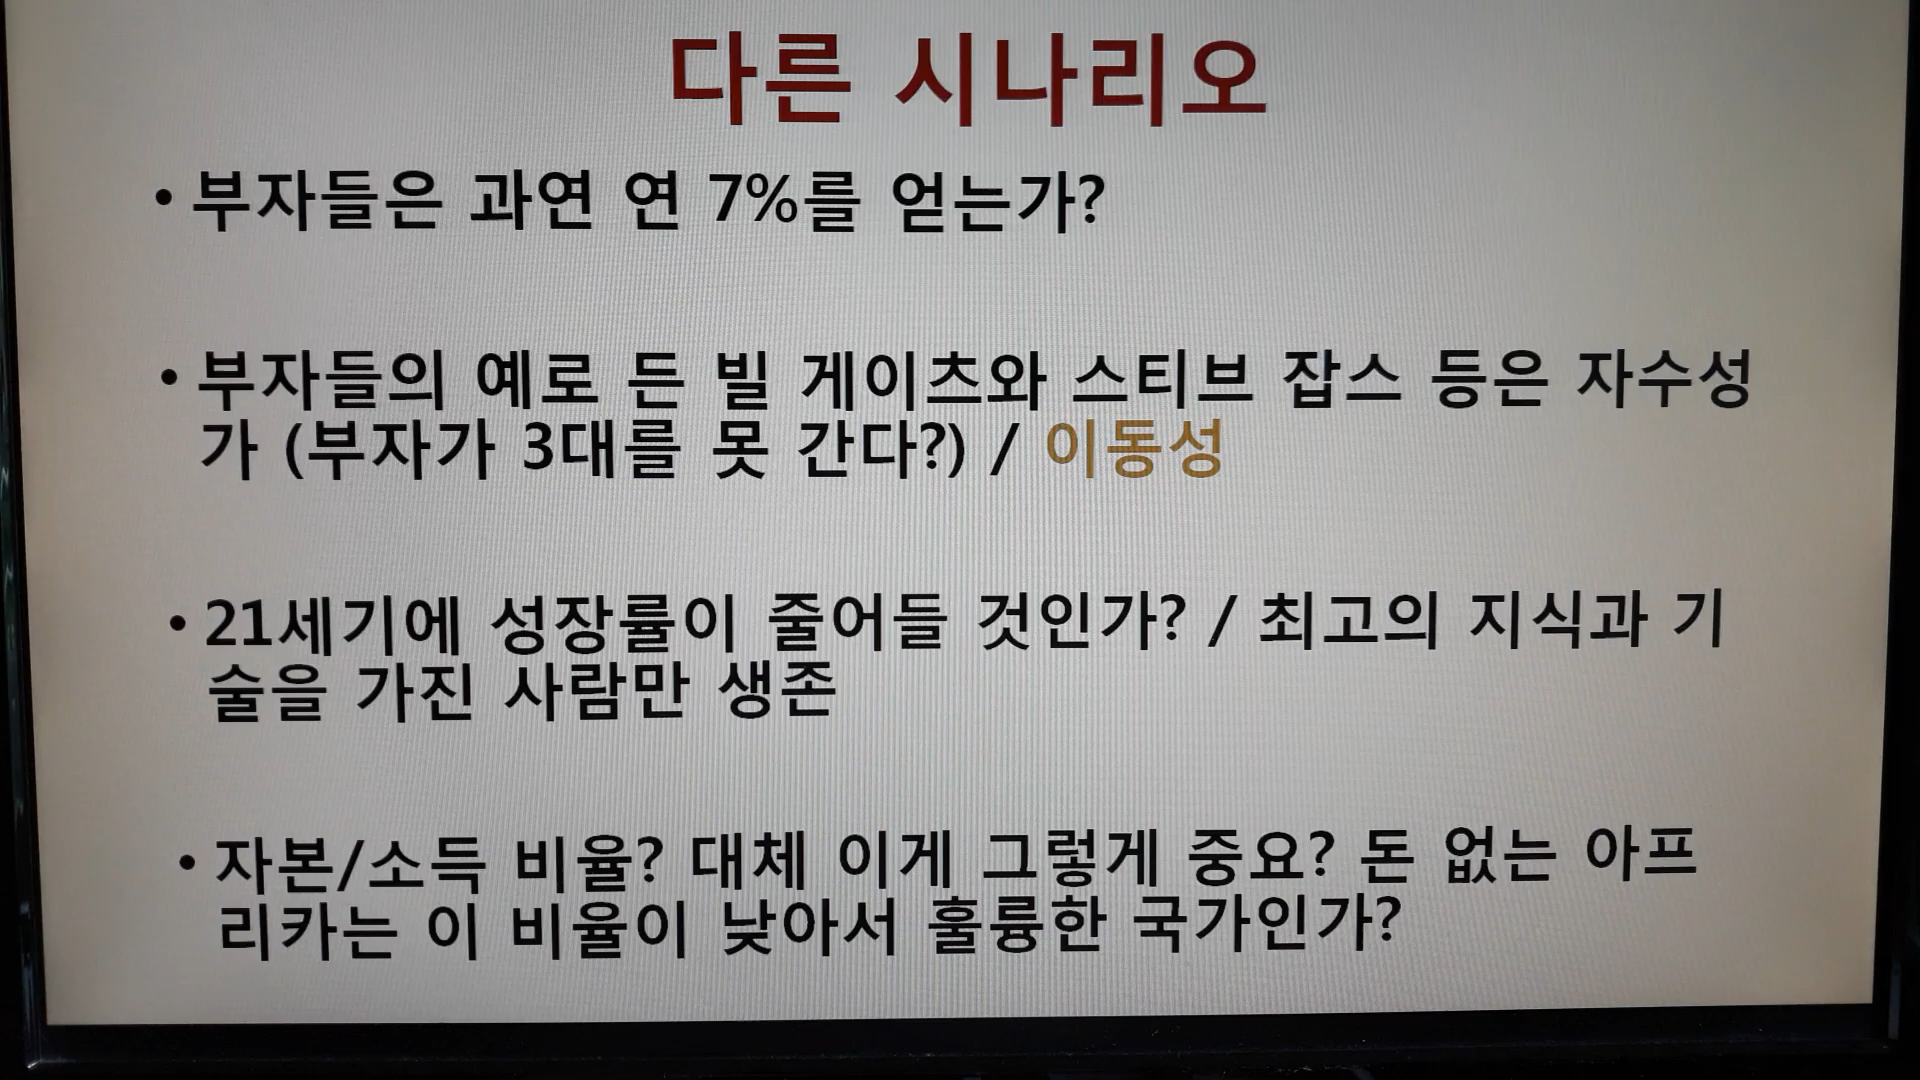 다른 시나리오
• 부자들은 과연 연 7%를 얻는가?
• 부자들의 예로 든 빌 게이츠와 스티브 잡스 등은 자수성
가 (부자가 3대를 못 간다?) / 이동성
• 21세기에 성장률이 줄어들 것인가? / 최고의 지식과 기
술을 가진 사람만 생존
• 자본/소득 비율? 대체 이게 그렇게 중요? 돈 없는 아프
리카는 이 비율이 낮아서 훌륭한 국가인가?